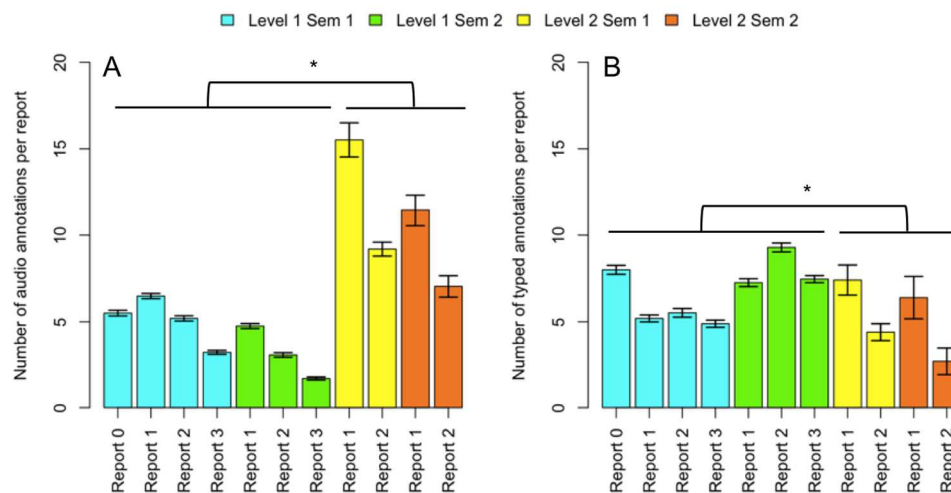 Level 1 Sem 1 Level 1 Sem 2 Level 2 Sem 1 Level 2 Sem 2
A
*
Number of audio annotations per report
20
15
10
5
0
Report 0
Report 1
Report 2
Report 3
Report 1
Report 2
Report 3
Report 1
Report 2
Report 1
Report 2
B
*
Number of typed annotations per report
20
15
10
5
0
Report 0
Report 1
Report 2
Report 3
Report 1
Report 2
Report 3
Report 1
Report 2
Report 1
Report 2